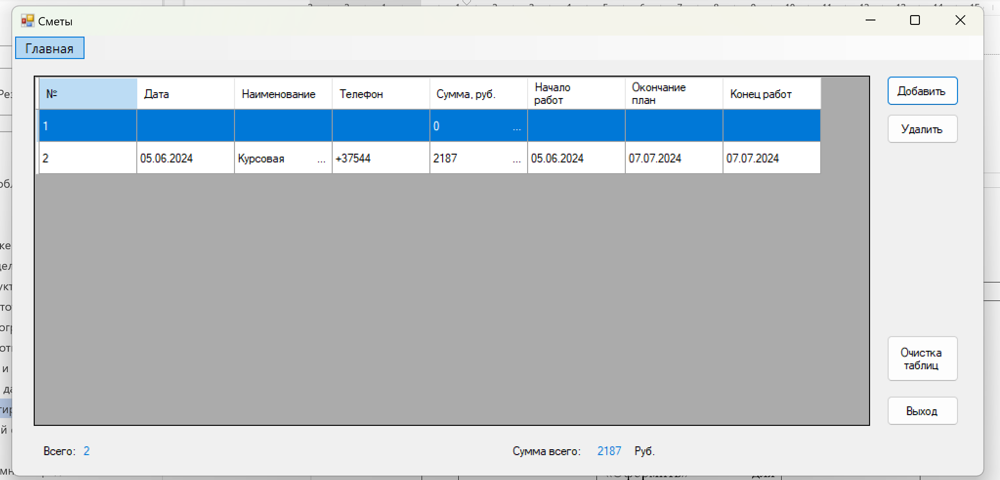 Сметы
Главная
№ Дата Наименование Телефон Сумма, руб. Начало работ Окончание план Конец работ
1 0 ...
2 05.06.2024 Курсовая ... +37544 2187 ... 05.06.2024 07.07.2024 07.07.2024
Добавить
Удалить
Очистка
таблиц
Выход
Всего: 2
Сумма всего: 2187 Руб.